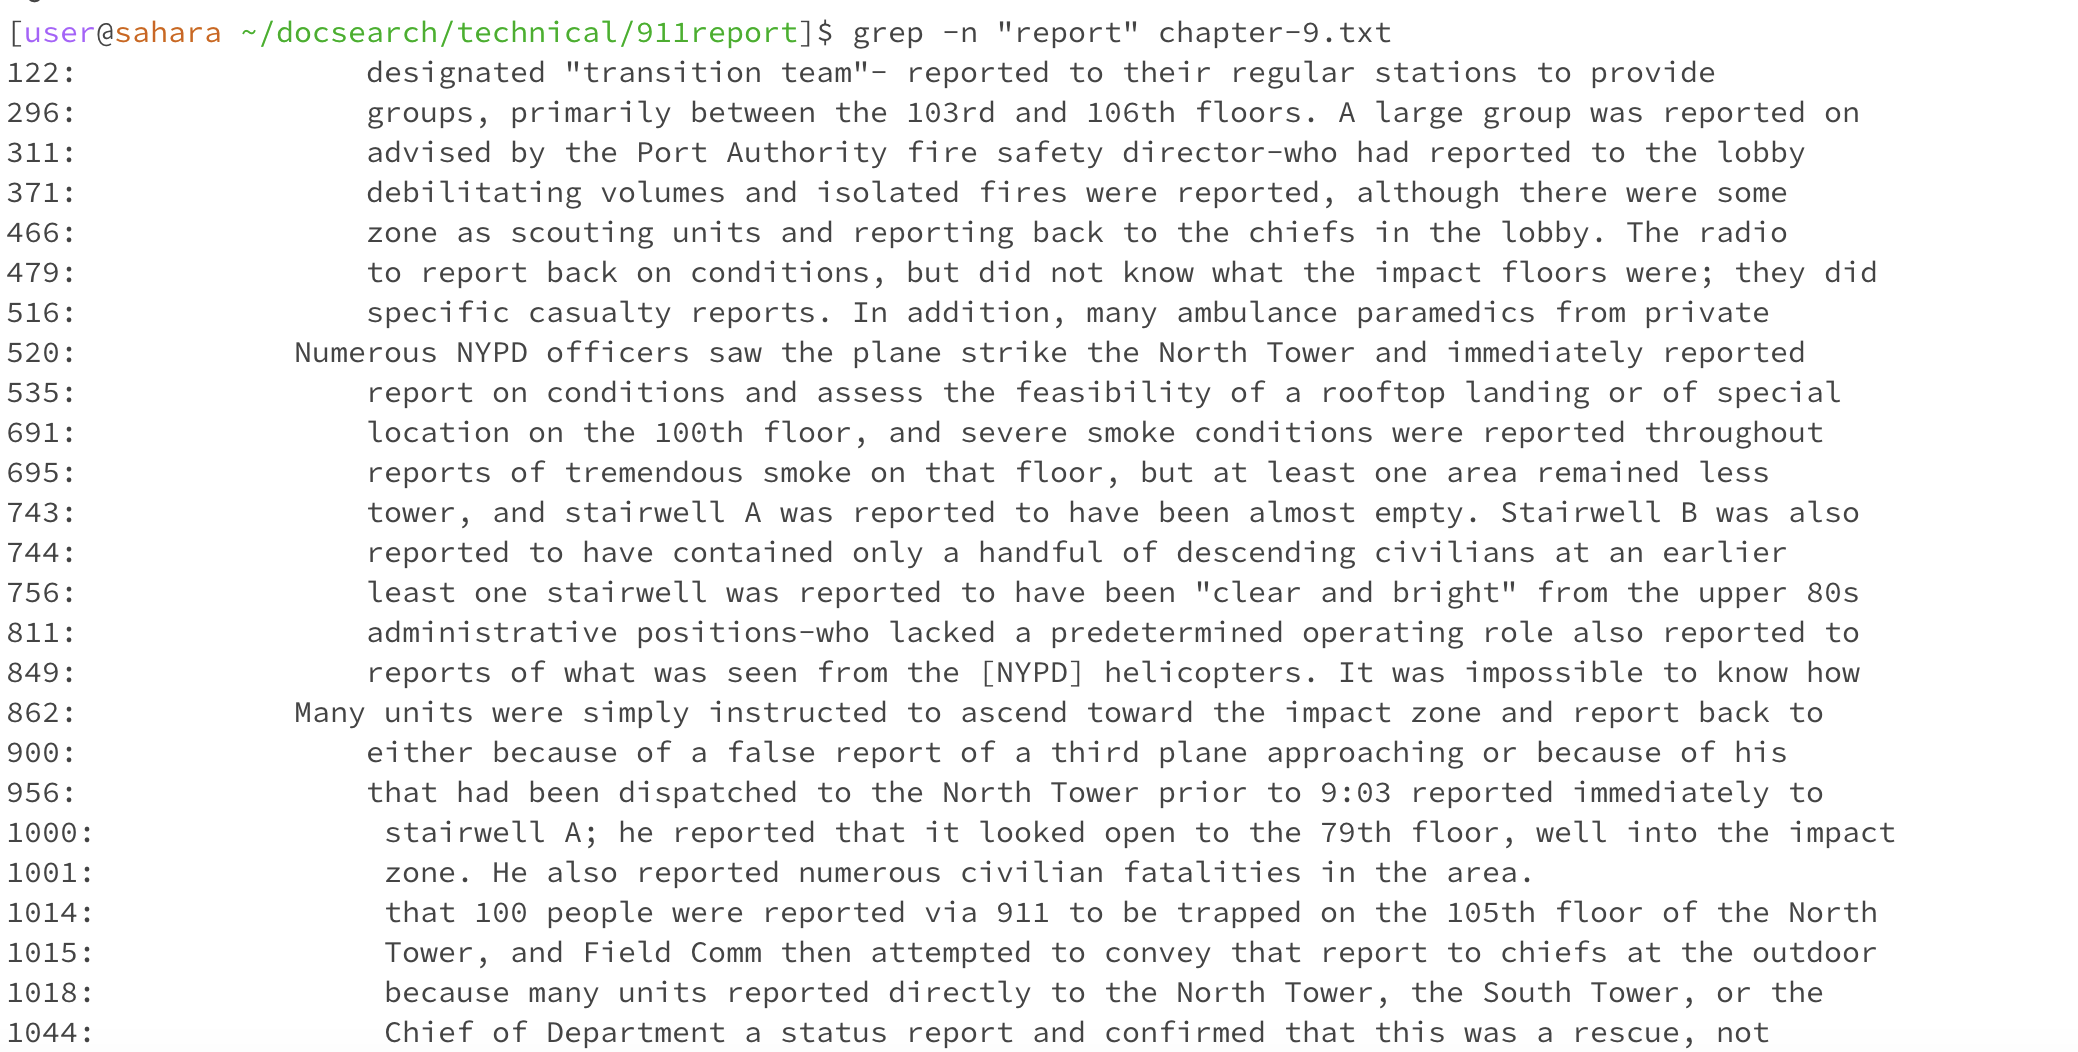 [user@sahara ~/docsearch/technical/911report]$ grep -n "report" chapter-9.txt
122: designated "transition team"- reported to their regular stations to provide
296: groups, primarily between the 103rd and 106th floors. A large group was reported on
311: advised by the Port Authority fire safety director-who had reported to the lobby
371: debilitating volumes and isolated fires were reported, although there were some
466: zone as scouting units and reporting back to the chiefs in the lobby. The radio
479: to report back on conditions, but did not know what the impact floors were; they did
516: specific casualty reports. In addition, many ambulance paramedics from private
520: Numerous NYPD officers saw the plane strike the North Tower and immediately reported
535: report on conditions and assess the feasibility of a rooftop landing or of special
691: location on the 100th floor, and severe smoke conditions were reported throughout
695: reports of tremendous smoke on that floor, but at least one area remained less
743: tower, and stairwell A was reported to have been almost empty. Stairwell B was also
744: reported to have contained only a handful of descending civilians at an earlier
756: least one stairwell was reported to have been "clear and bright" from the upper 80s
811: administrative positions-who lacked a predetermined operating role also reported to
849: reports of what was seen from the [NYPD] helicopters. It was impossible to know how
862: Many units were simply instructed to ascend toward the impact zone and report back to
900: either because of a false report of a third plane approaching or because of his
956: that had been dispatched to the North Tower prior to 9:03 reported immediately to
1000: stairwell A; he reported that it looked open to the 79th floor, well into the impact
1001: zone. He also reported numerous civilian fatalities in the area.
1014: that 100 people were reported via 911 to be trapped on the 105th floor of the North
1015: Tower, and Field Comm then attempted to convey that report to chiefs at the outdoor
1018: because many units reported directly to the North Tower, the South Tower, or the
1044: Chief of Department a status report and confirmed that this was a rescue, not